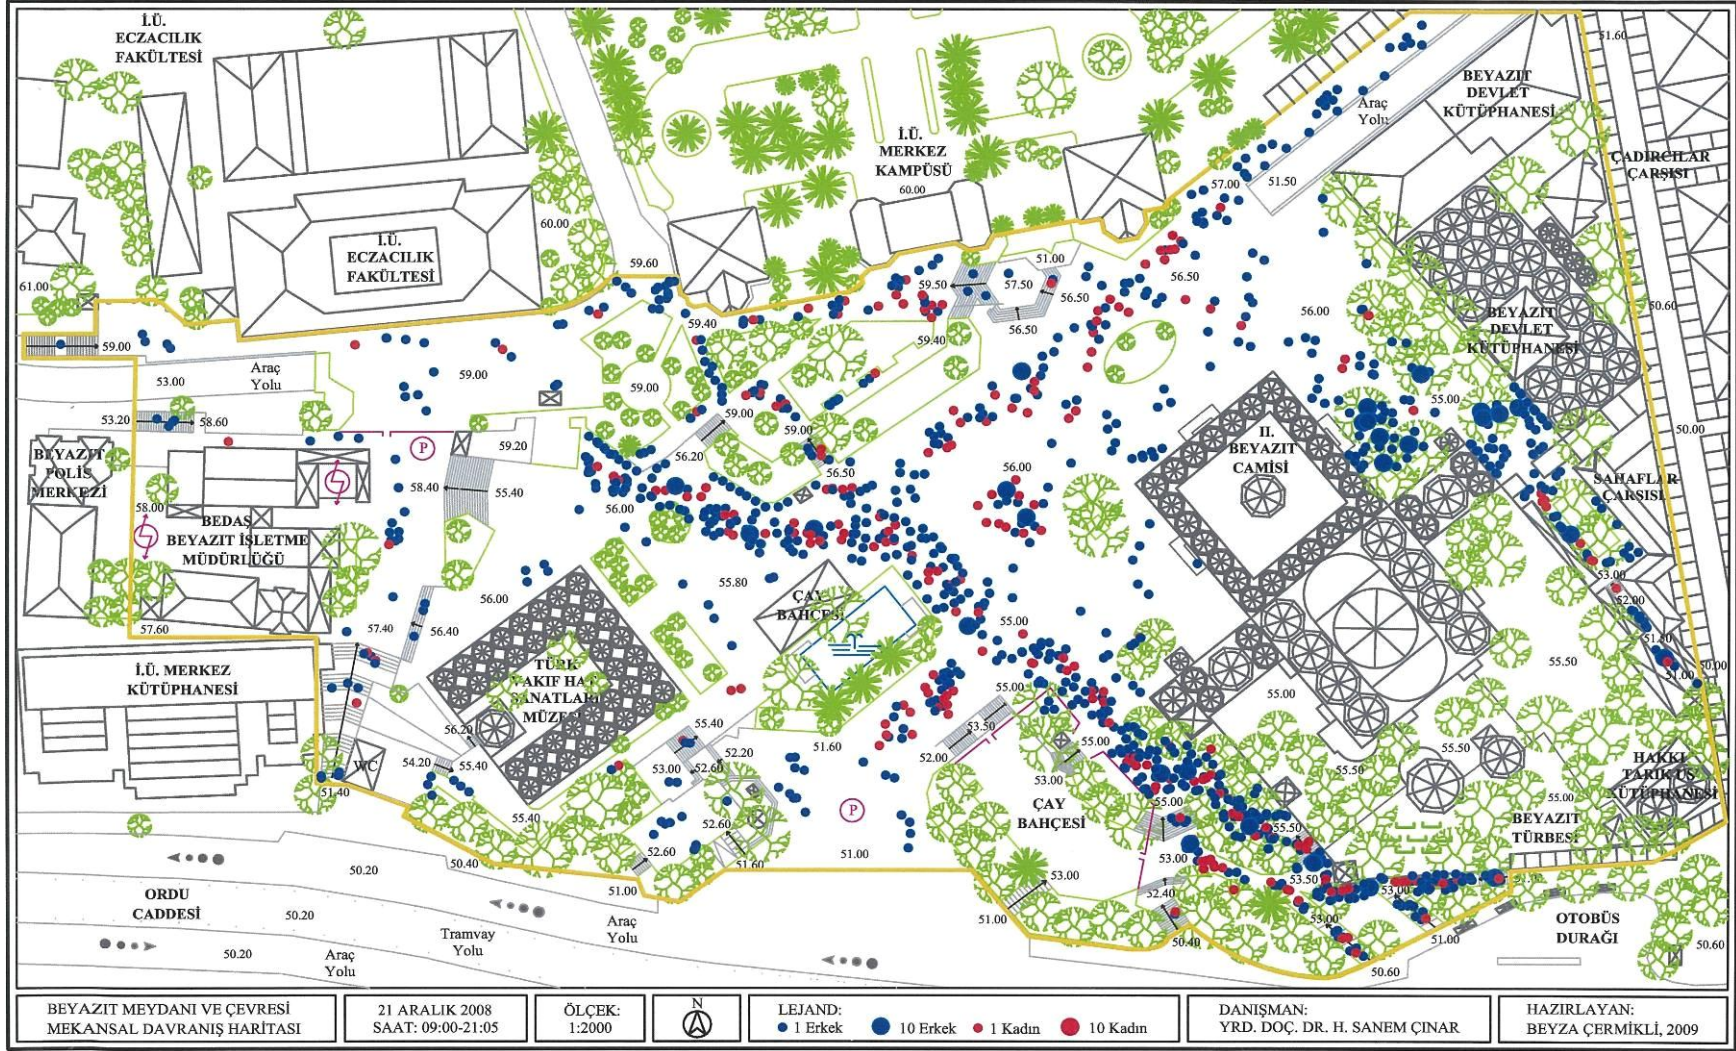 İ.Ü.
ECZACILIK
FAKÜLTESİ
51.60
BEYAZIT
DEVLET
KÜTÜPHANESİ
Araç
Yolu
İ.Ü.
MERKEZ
KAMPÜSÜ
60.00
ÇADIRCILAR
ÇARŞISI
57.00
51.50
60.00
İ.Ü.
ECZACILIK
FAKÜLTESİ
59.60
51.00
61.00
59.50
57.50
56.50
56.50
50.60
56.00
BEYAZIT
DEVLET
KÜTÜPHANESİ
59.40
56.50
59.40
59.00
Araç
Yolu
53.00
59.00
59.00
55.00
53.20
58.60
59.00
59.00
50.00
P
59.20
II.
BEYAZIT
CAMİSİ
BEYAZIT
POLİS
MERKEZİ
56.20
56.50
56.00
58.40
55.40
SAHAFLAR
ÇARŞISI
58.00
56.00
BEDAŞ
BEYAZIT İŞLETME
MÜDÜRLÜĞÜ
55.80
53.00
56.00
ÇAY
BAHÇESİ
52.00
57.60
57.40
56.40
55.00
51.80
İ.Ü. MERKEZ
KÜTÜPHANESİ
TÜRK
VAKIF HAT
SANATLARI
MÜZESİ
55.50
50.00
51.00
55.00
55.00
56.20
55.40
53.50
51.60
52.00
55.00
55.50
WC
54.20
55.40
53.00
52.60
52.20
53.00
55.50
HAKKI
TARIK US
KÜTÜPHANESİ
51.40
ÇAY
BAHÇESİ
55.00
55.00
P
55.40
52.60
55.50
BEYAZIT
TÜRBESİ
50.40
52.60
51.60
51.00
53.00
50.20
51.00
53.00
53.50
53.00
52.40
ORDU
CADDESİ
50.20
51.00
53.00
OTOBÜS
DURAĞI
Araç
Yolu
Tramvay
Yolu
50.40
51.00
50.60
50.20
Araç
Yolu
50.60
BEYAZIT MEYDANI VE ÇEVRESİ
MEKANSAL DAVRANIŞ HARİTASI
21 ARALIK 2008
SAAT: 09:00-21:05
ÖLÇEK:
1:2000
N
LEJAND:
1 Erkek
10 Erkek
1 Kadın
10 Kadın
DANIŞMAN:
YRD. DOÇ. DR. H. SANEM ÇINAR
HAZIRLAYAN:
BEYZA ÇERMİKLİ, 2009